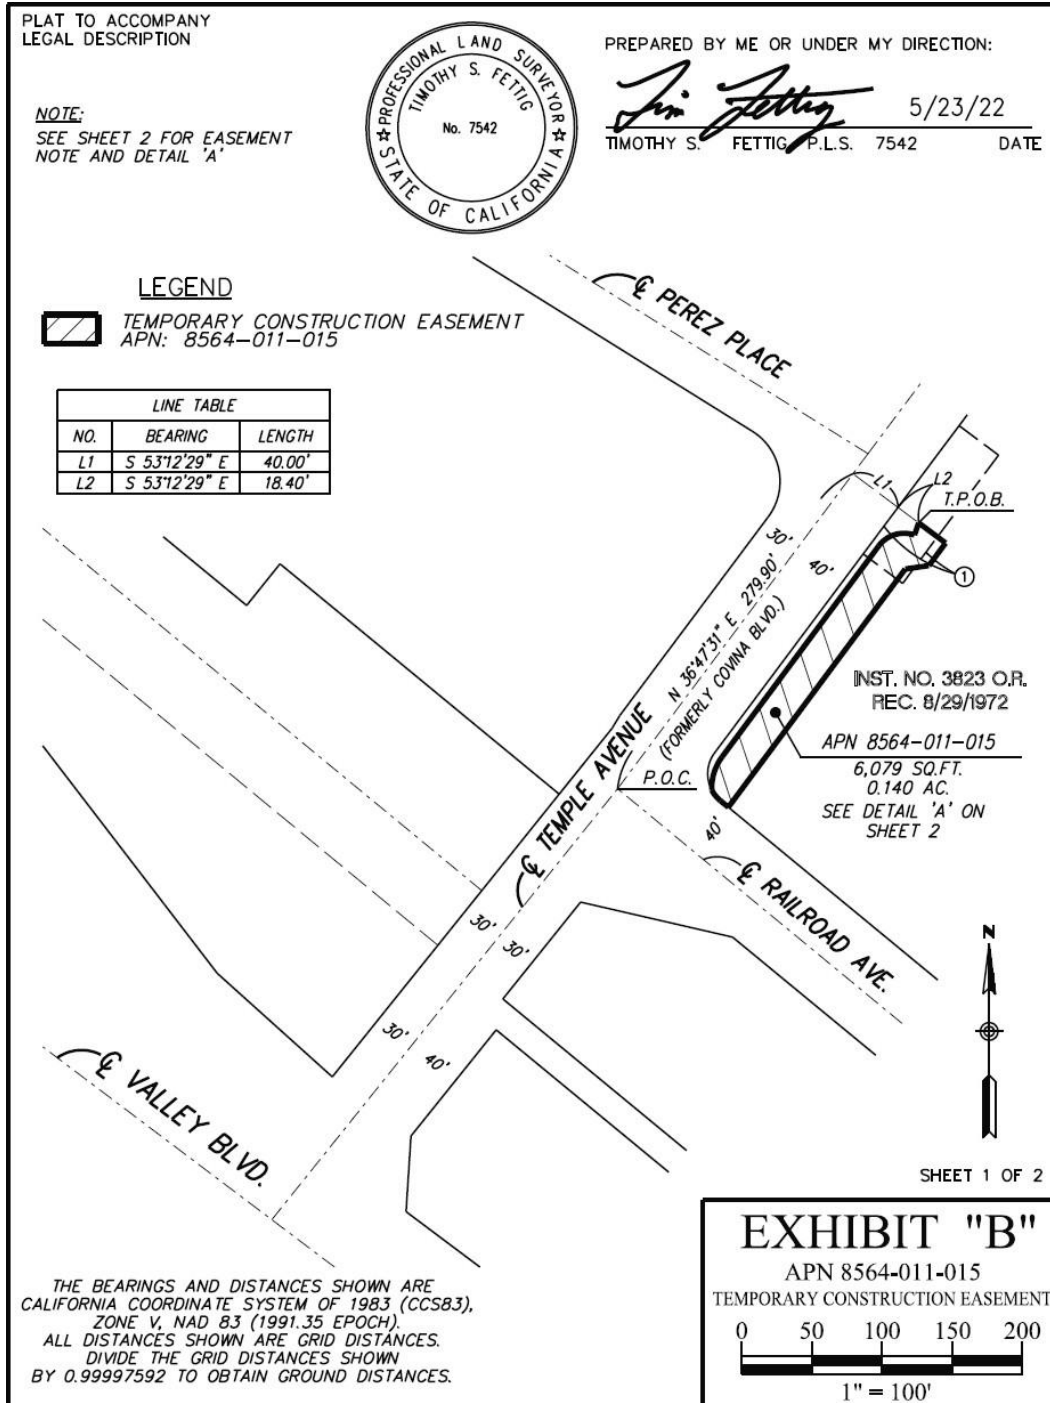 PLAT TO ACCOMPANY
LEGAL DESCRIPTION
NOTE:
SEE SHEET 2 FOR EASEMENT
NOTE AND DETAIL 'A'
PROFESSIONAL LAND SURVEYOR
TIMOTHY S. FETTIG
No. 7542
STATE OF CALIFORNIA
PREPARED BY ME OR UNDER MY DIRECTION:
Tim Fettig 5/23/22
TIMOTHY S. FETTIG P.L.S. 7542 DATE
LEGEND
TEMPORARY CONSTRUCTION EASEMENT
APN: 8564-011-015
LINE TABLE
NO. BEARING LENGTH
L1 S 53°12'29" E 40.00'
L2 S 53°12'29" E 18.40'
℄ PEREZ PLACE
L1
L2
T.P.O.B.
30'
40'
1
N 36°47'31" E 279.90'
(FORMERLY COVINA BLVD.)
℄ TEMPLE AVENUE
P.O.C.
INST. NO. 3823 O.R.
REC. 8/29/1972
APN 8564-011-015
6,079 SQ.FT.
0.140 AC.
SEE DETAIL 'A' ON
SHEET 2
40'
℄ RAILROAD AVE.
30'
30'
30'
40'
℄ VALLEY BLVD.
N
SHEET 1 OF 2
THE BEARINGS AND DISTANCES SHOWN ARE
CALIFORNIA COORDINATE SYSTEM OF 1983 (CCS83),
ZONE V, NAD 83 (1991.35 EPOCH).
ALL DISTANCES SHOWN ARE GRID DISTANCES.
DIVIDE THE GRID DISTANCES SHOWN
BY 0.99997592 TO OBTAIN GROUND DISTANCES.
EXHIBIT "B"
APN 8564-011-015
TEMPORARY CONSTRUCTION EASEMENT
0 50 100 150 200
1" = 100'